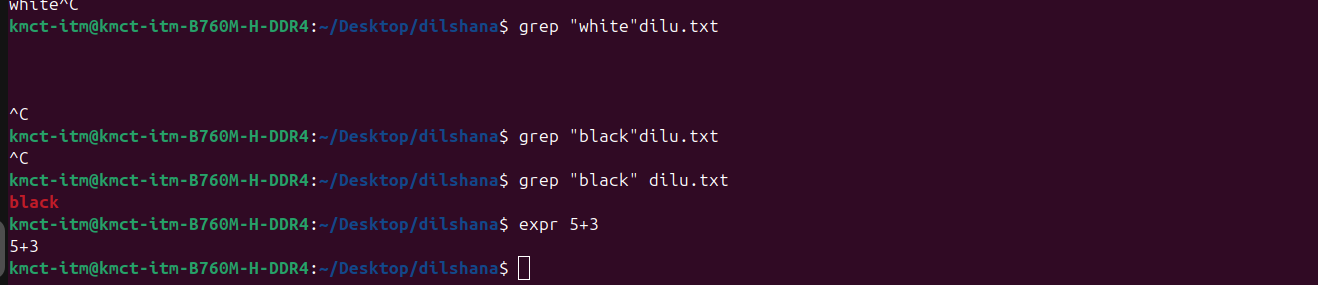 white^C
kmct-itm@kmct-itm-B760M-H-DDR4:~/Desktop/dilshana$ grep "white"dilu.txt
^C
kmct-itm@kmct-itm-B760M-H-DDR4:~/Desktop/dilshana$ grep "black"dilu.txt
^C
kmct-itm@kmct-itm-B760M-H-DDR4:~/Desktop/dilshana$ grep "black" dilu.txt
black
kmct-itm@kmct-itm-B760M-H-DDR4:~/Desktop/dilshana$ expr 5+3
5+3
kmct-itm@kmct-itm-B760M-H-DDR4:~/Desktop/dilshana$